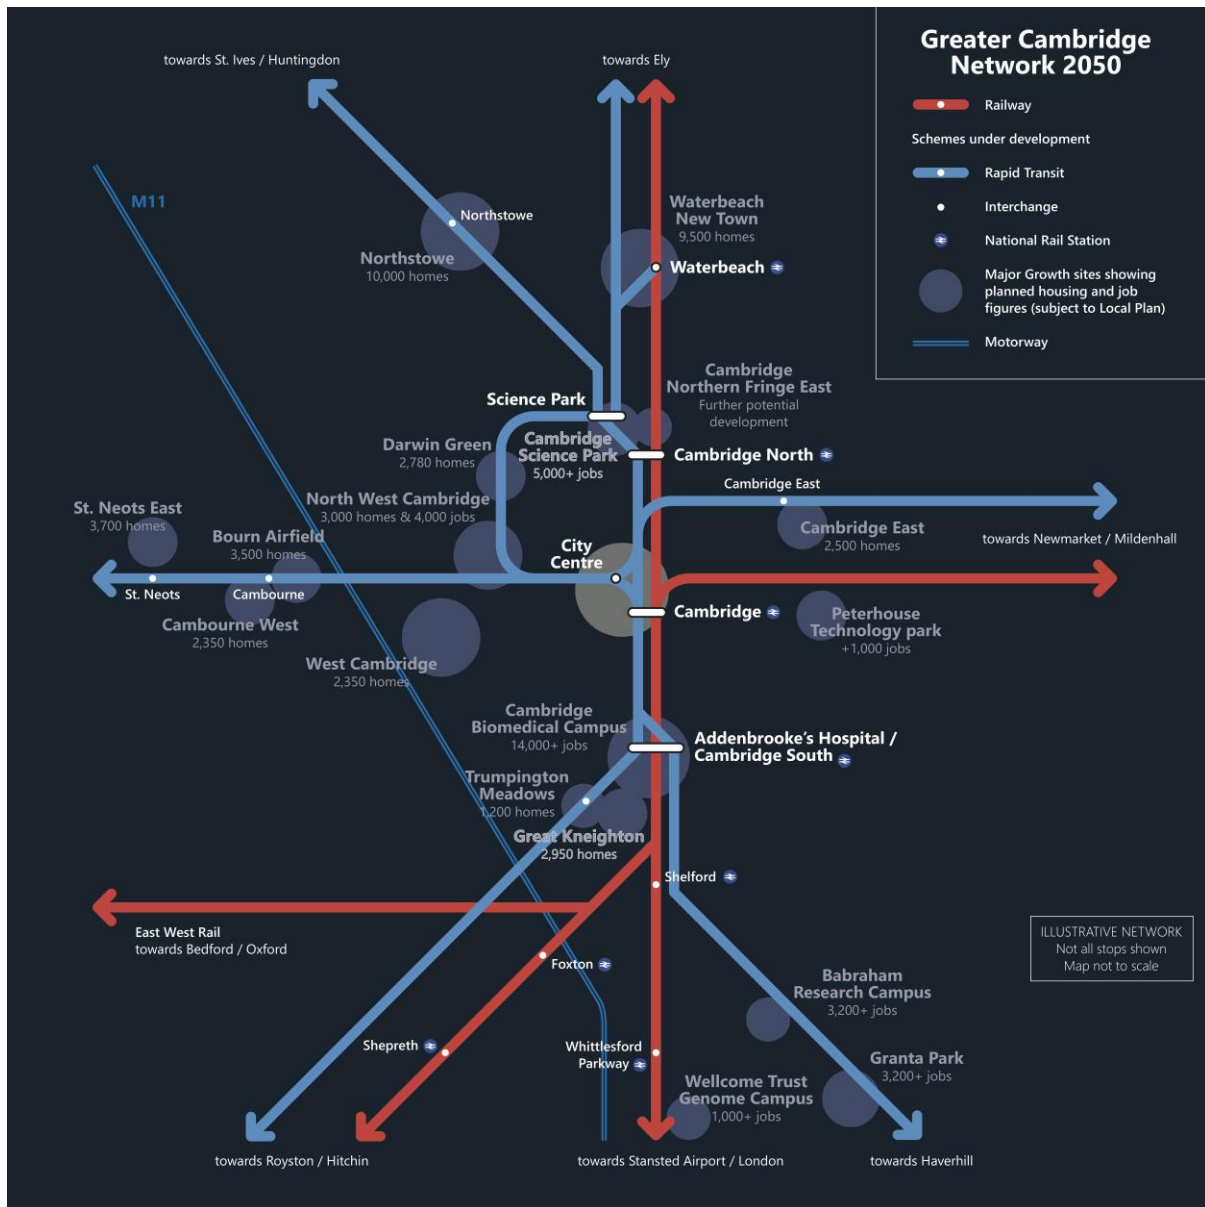 Greater Cambridge
Network 2050
Railway
Schemes under development
Rapid Transit
Interchange
National Rail Station
Major Growth sites showing
planned housing and job
figures (subject to Local Plan)
Motorway
towards St. Ives / Huntingdon
towards Ely
M11
Northstowe
Northstowe
10,000 homes
Waterbeach
New Town
9,500 homes
Waterbeach
Science Park
Cambridge
Northern Fringe East
Further potential
development
Darwin Green
2,780 homes
Cambridge
Science Park
5,000+ jobs
Cambridge North
North West Cambridge
3,000 homes & 4,000 jobs
Cambridge East
Cambridge East
2,500 homes
towards Newmarket / Mildenhall
St. Neots East
3,700 homes
Bourn Airfield
3,500 homes
City
Centre
St. Neots
Cambourne
Cambourne West
2,350 homes
Cambridge
Peterhouse
Technology park
+1,000 jobs
West Cambridge
2,350 homes
Cambridge
Biomedical Campus
14,000+ jobs
Addenbrooke's Hospital /
Cambridge South
Trumpington
Meadows
1,200 homes
Great Kneighton
2,950 homes
Shelford
East West Rail
towards Bedford / Oxford
ILLUSTRATIVE NETWORK
Not all stops shown
Map not to scale
Foxton
Babraham
Research Campus
3,200+ jobs
Shepreth
Whittlesford
Parkway
Granta Park
3,200+ jobs
Wellcome Trust
Genome Campus
1,000+ jobs
towards Royston / Hitchin
towards Stansted Airport / London
towards Haverhill